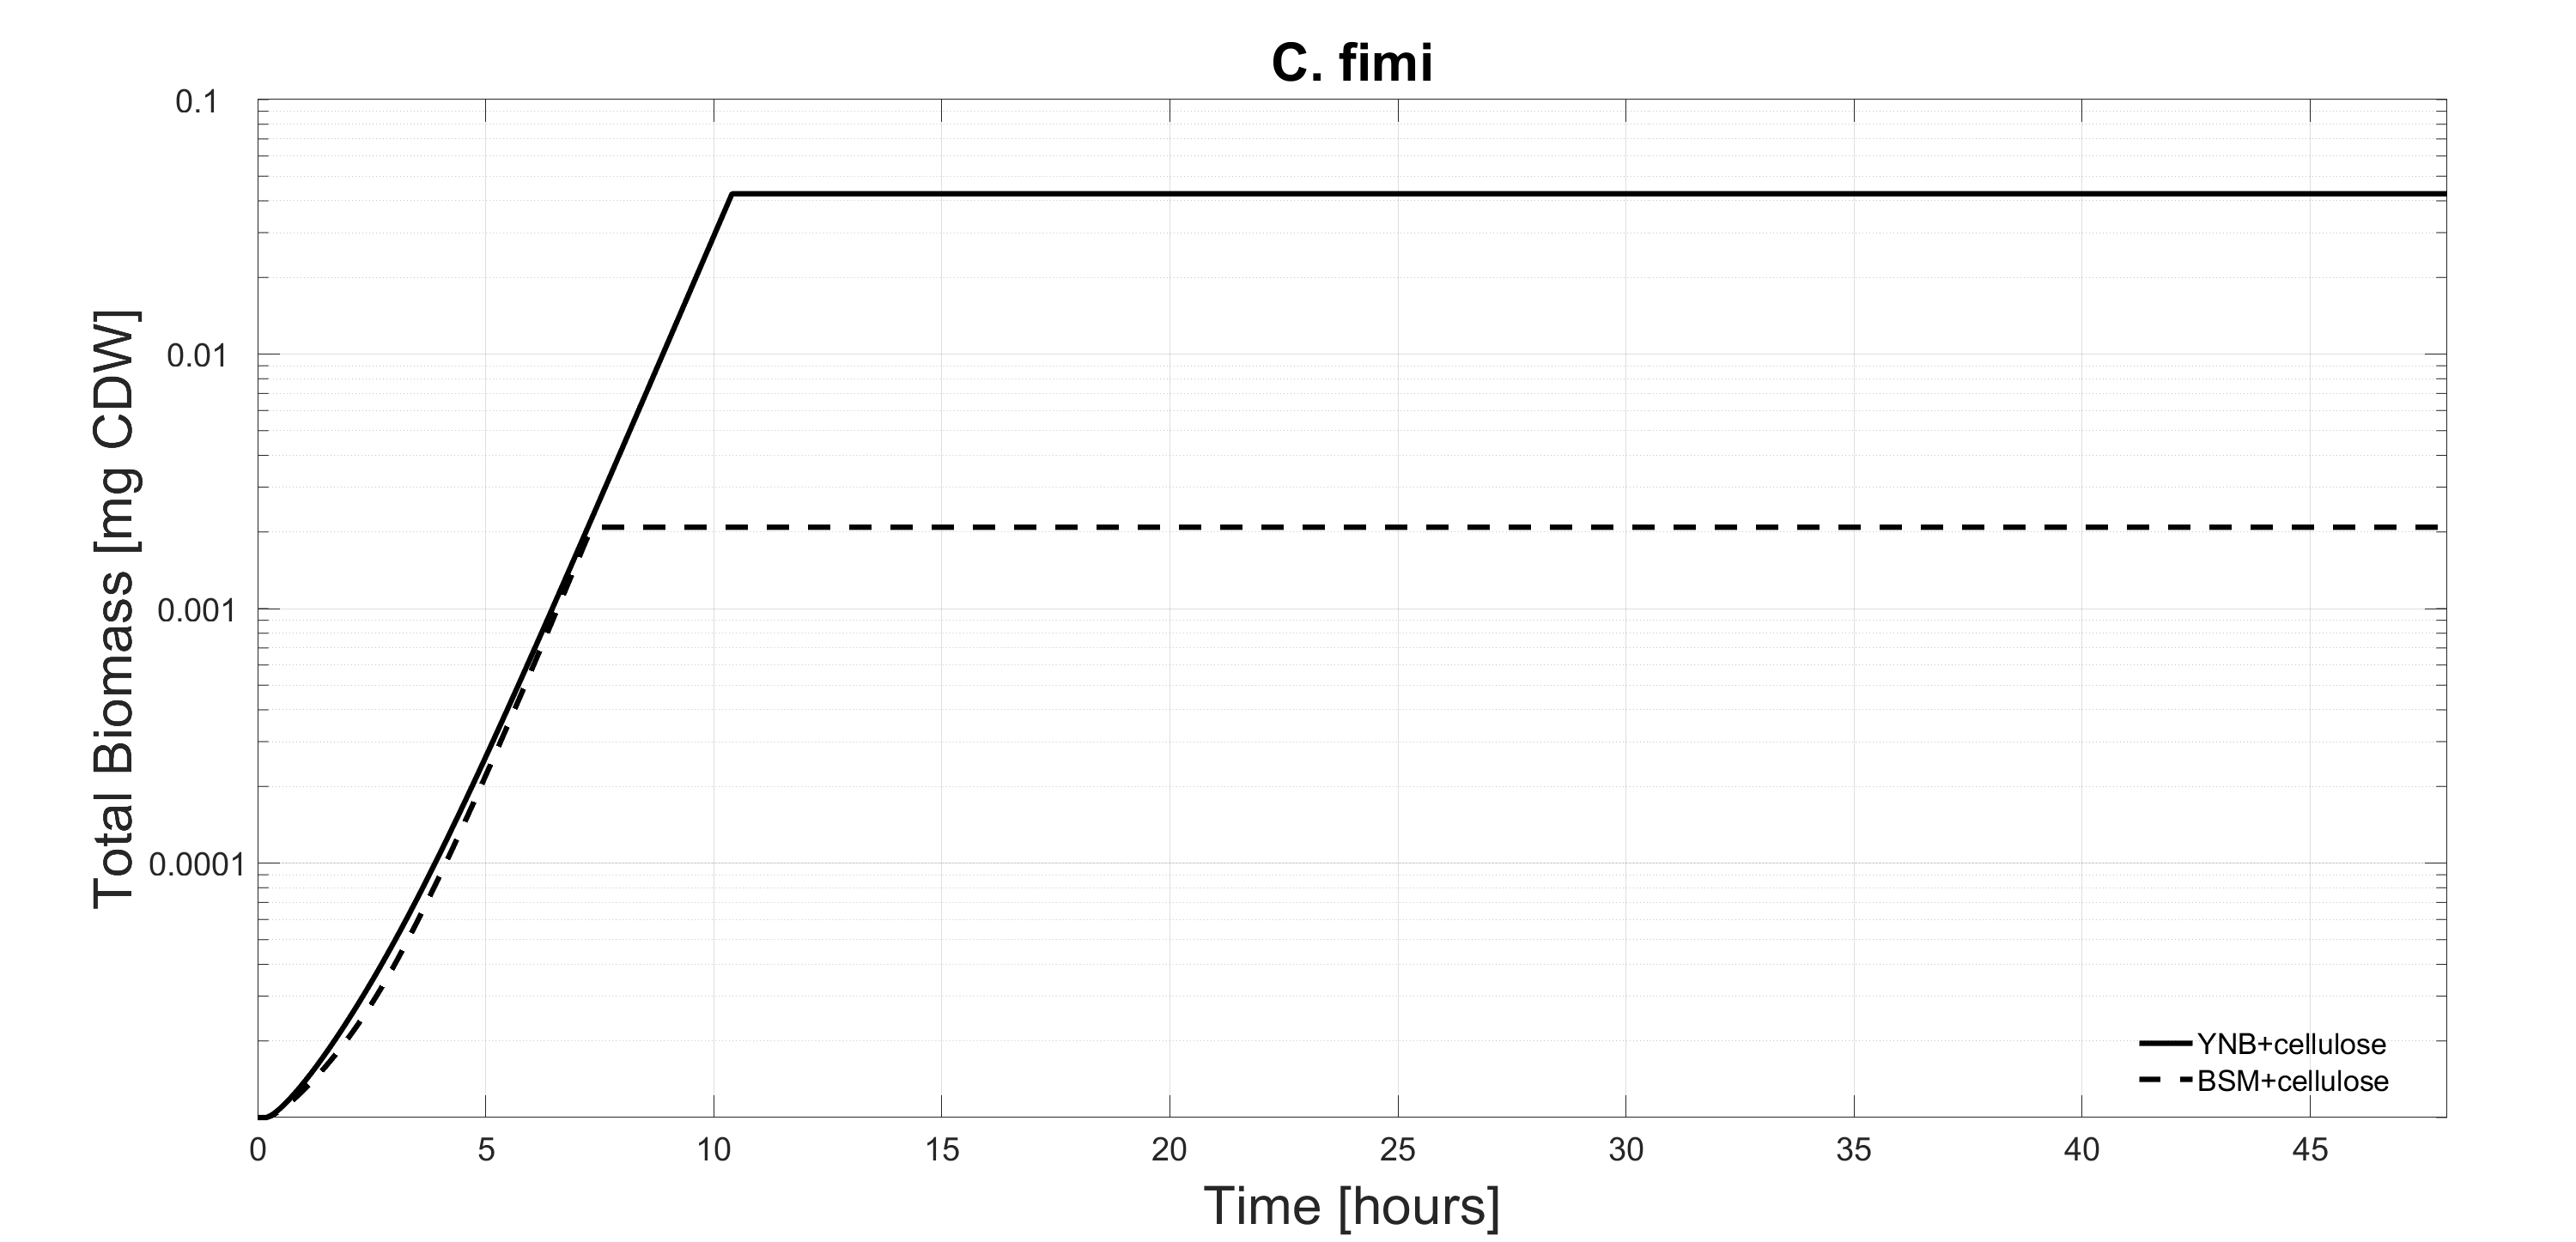 C. fimi
0.1
0.01
0.001
0.0001
Total Biomass [mg CDW]
YNB+cellulose
BSM+cellulose
0 5 10 15 20 25 30 35 40 45
Time [hours]